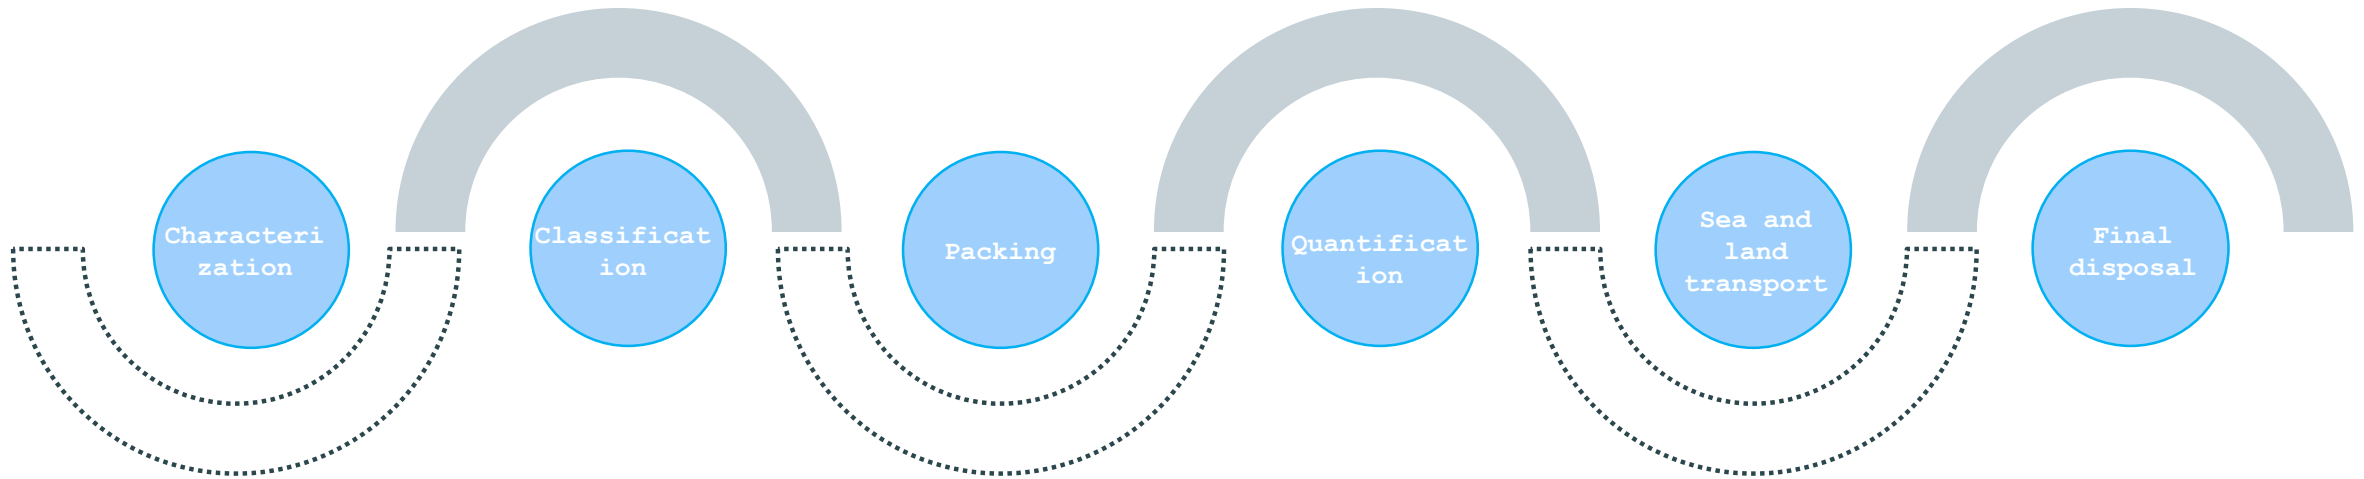 Characteri
zation
Classificat
ion
Packing
Quantificat
ion
Sea and
land
transport
Final
disposal